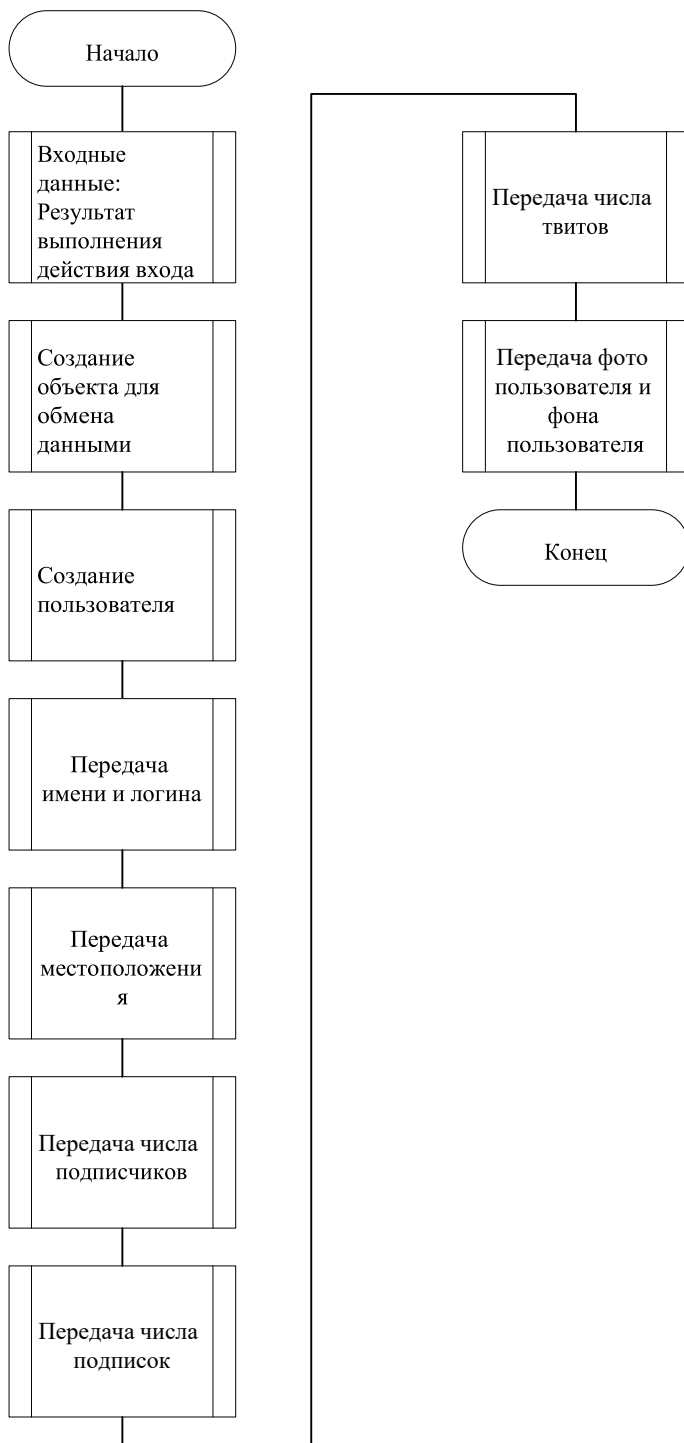 Начало
Входные
данные:
Результат
выполнения
действия входа
Создание
объекта для
обмена
данными
Создание
пользователя
Передача
имени и логина
Передача
местоположени
я
Передача числа
подписчиков
Передача числа
подписок
Передача числа
твитов
Передача фото
пользователя и
фона
пользователя
Конец